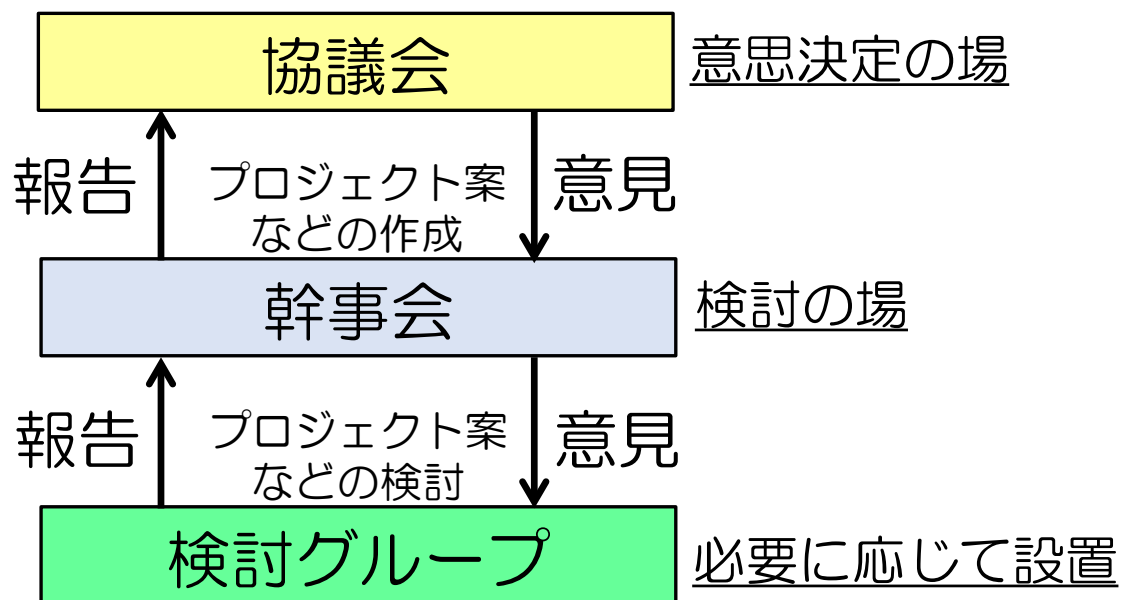 協議会
意思決定の場
報告
プロジェクト案
などの作成
意見
幹事会
検討の場
報告
プロジェクト案
などの検討
意見
検討グループ
必要に応じて設置